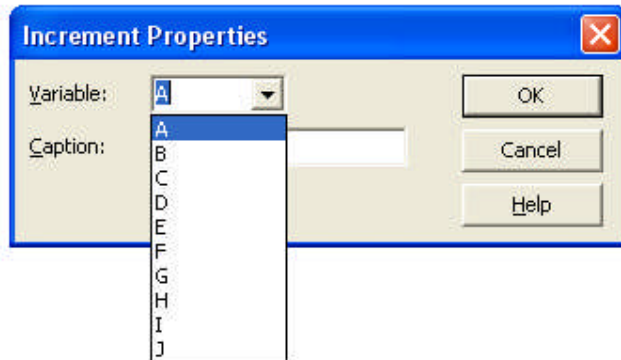 Increment Properties
Variable: A OK
A
Caption: Cancel
B
C
D
Help
E
F
G
H
I
J